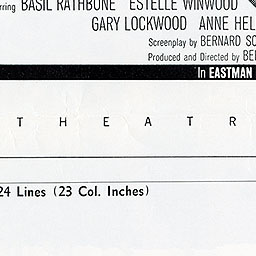 BASIL RATHBONE ESTELLE WINWOOD
GARY LOCKWOOD ANNE
Screenplay by BERNARD
Produced and Directed by
In EASTMAN
THEATR
24 Lines (23 Col. Inches)